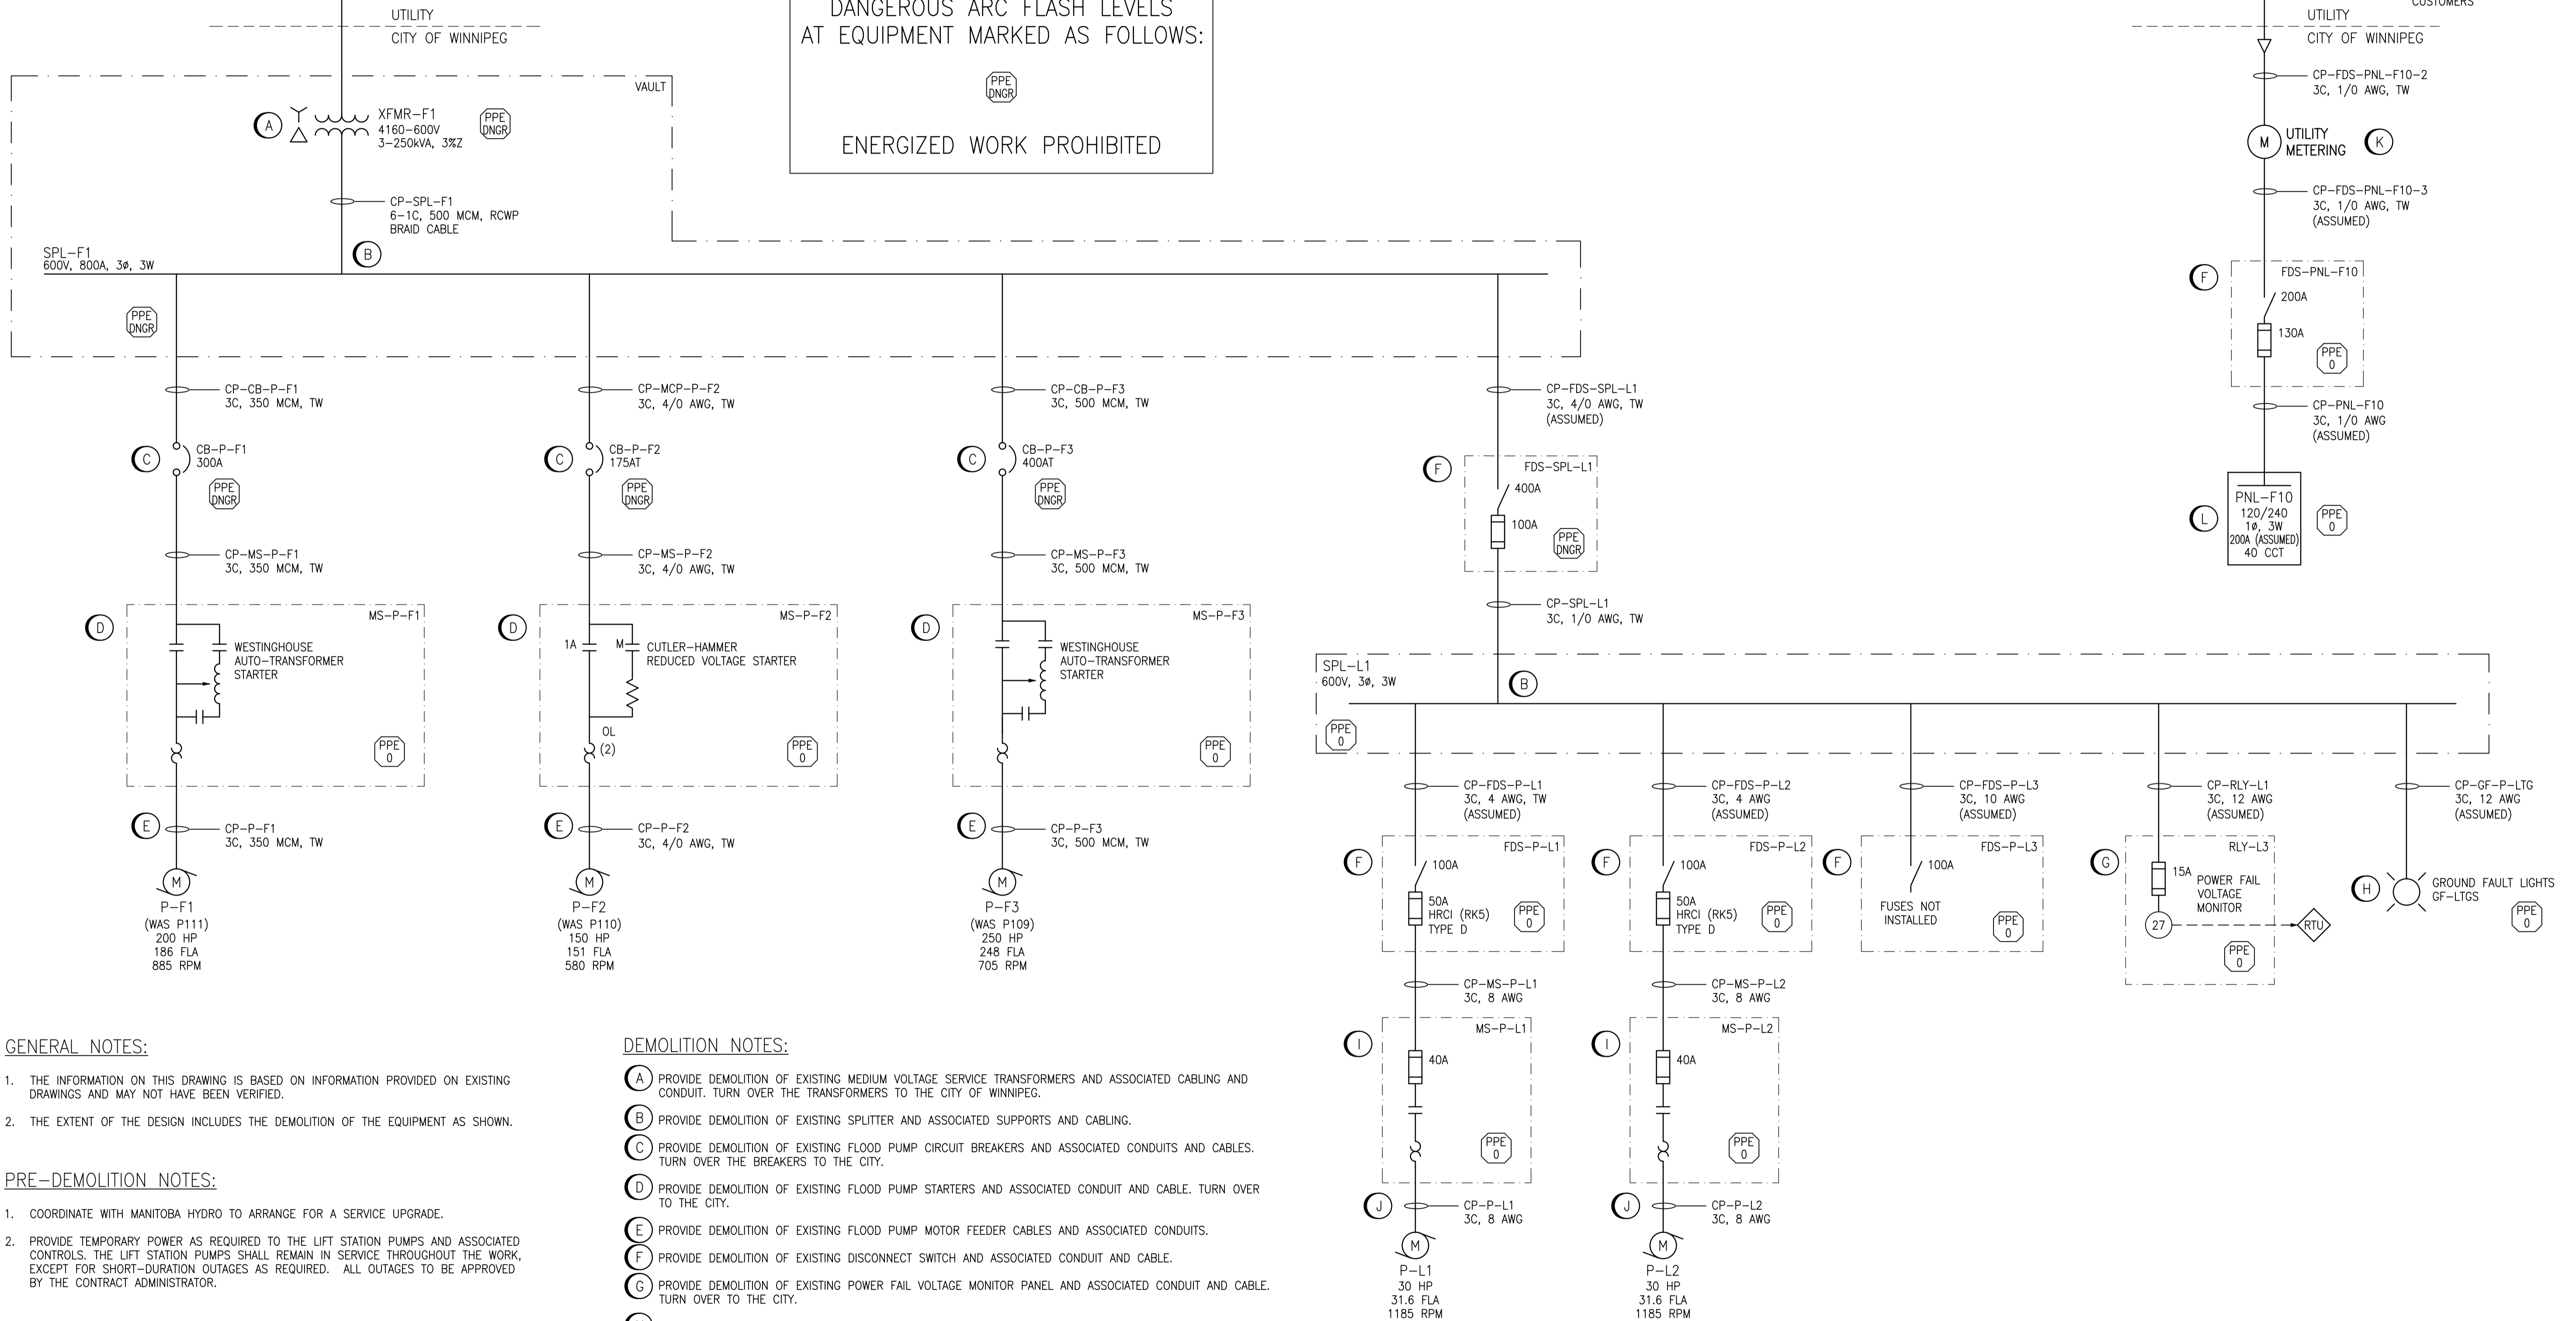 UTILITY
CITY OF WINNIPEG
VAULT
A
XFMR-F1
4160-600V
3-250kVA, 3%Z
PPE
DNGR
CP-SPL-F1
6-1C, 500 MCM, RCWP
BRAID CABLE
B
SPL-F1
600V, 800A, 3ø, 3W
PPE
DNGR
DANGEROUS ARC FLASH LEVELS
AT EQUIPMENT MARKED AS FOLLOWS:
PPE
DNGR
ENERGIZED WORK PROHIBITED
CUSTOMERS
UTILITY
CITY OF WINNIPEG
CP-FDS-PNL-F10-2
3C, 1/0 AWG, TW
M
UTILITY
METERING
K
CP-FDS-PNL-F10-3
3C, 1/0 AWG, TW
(ASSUMED)
F
FDS-PNL-F10
200A
130A
PPE
0
CP-PNL-F10
3C, 1/0 AWG
(ASSUMED)
L
PNL-F10
120/240
1ø, 3W
200A (ASSUMED)
40 CCT
PPE
0
CP-CB-P-F1
3C, 350 MCM, TW
C
CB-P-F1
300A
PPE
DNGR
CP-MS-P-F1
3C, 350 MCM, TW
D
MS-P-F1
WESTINGHOUSE
AUTO-TRANSFORMER
STARTER
PPE
0
E
CP-P-F1
3C, 350 MCM, TW
M
P-F1
(WAS P111)
200 HP
186 FLA
885 RPM
CP-MCP-P-F2
3C, 4/0 AWG, TW
C
CB-P-F2
175AT
PPE
DNGR
CP-MS-P-F2
3C, 4/0 AWG, TW
D
MS-P-F2
1A
M
CUTLER-HAMMER
REDUCED VOLTAGE STARTER
OL
(2)
PPE
0
E
CP-P-F2
3C, 4/0 AWG, TW
M
P-F2
(WAS P110)
150 HP
151 FLA
580 RPM
CP-CB-P-F3
3C, 500 MCM, TW
C
CB-P-F3
400AT
PPE
DNGR
CP-MS-P-F3
3C, 500 MCM, TW
D
MS-P-F3
WESTINGHOUSE
AUTO-TRANSFORMER
STARTER
PPE
0
E
CP-P-F3
3C, 500 MCM, TW
M
P-F3
(WAS P109)
250 HP
248 FLA
705 RPM
CP-FDS-SPL-L1
3C, 4/0 AWG, TW
(ASSUMED)
F
FDS-SPL-L1
400A
100A
PPE
DNGR
CP-SPL-L1
3C, 1/0 AWG, TW
SPL-L1
600V, 3ø, 3W
B
PPE
0
CP-FDS-P-L1
3C, 4 AWG, TW
(ASSUMED)
F
FDS-P-L1
100A
50A
HRCI (RK5)
TYPE D
PPE
0
CP-MS-P-L1
3C, 8 AWG
I
MS-P-L1
40A
PPE
0
J
CP-P-L1
3C, 8 AWG
M
P-L1
30 HP
31.6 FLA
1185 RPM
CP-FDS-P-L2
3C, 4 AWG
(ASSUMED)
F
FDS-P-L2
100A
50A
HRCI (RK5)
TYPE D
PPE
0
CP-MS-P-L2
3C, 8 AWG
I
MS-P-L2
40A
PPE
0
J
CP-P-L2
3C, 8 AWG
M
P-L2
30 HP
31.6 FLA
1185 RPM
CP-FDS-P-L3
3C, 10 AWG
(ASSUMED)
F
FDS-P-L3
100A
FUSES NOT
INSTALLED
PPE
0
CP-RLY-L1
3C, 12 AWG
(ASSUMED)
G
RLY-L3
15A
POWER FAIL
VOLTAGE
MONITOR
27
RTU
PPE
0
CP-GF-P-LTG
3C, 12 AWG
(ASSUMED)
H
GROUND FAULT LIGHTS
GF-LTGS
PPE
0
GENERAL NOTES:
1. THE INFORMATION ON THIS DRAWING IS BASED ON INFORMATION PROVIDED ON EXISTING
DRAWINGS AND MAY NOT HAVE BEEN VERIFIED.
2. THE EXTENT OF THE DESIGN INCLUDES THE DEMOLITION OF THE EQUIPMENT AS SHOWN.
PRE-DEMOLITION NOTES:
1. COORDINATE WITH MANITOBA HYDRO TO ARRANGE FOR A SERVICE UPGRADE.
2. PROVIDE TEMPORARY POWER AS REQUIRED TO THE LIFT STATION PUMPS AND ASSOCIATED
CONTROLS. THE LIFT STATION PUMPS SHALL REMAIN IN SERVICE THROUGHOUT THE WORK,
EXCEPT FOR SHORT-DURATION OUTAGES AS REQUIRED. ALL OUTAGES TO BE APPROVED
BY THE CONTRACT ADMINISTRATOR.
DEMOLITION NOTES:
A PROVIDE DEMOLITION OF EXISTING MEDIUM VOLTAGE SERVICE TRANSFORMERS AND ASSOCIATED CABLING AND
CONDUIT. TURN OVER THE TRANSFORMERS TO THE CITY OF WINNIPEG.
B PROVIDE DEMOLITION OF EXISTING SPLITTER AND ASSOCIATED SUPPORTS AND CABLING.
C PROVIDE DEMOLITION OF EXISTING FLOOD PUMP CIRCUIT BREAKERS AND ASSOCIATED CONDUITS AND CABLES.
TURN OVER THE BREAKERS TO THE CITY.
D PROVIDE DEMOLITION OF EXISTING FLOOD PUMP STARTERS AND ASSOCIATED CONDUIT AND CABLE. TURN OVER
TO THE CITY.
E PROVIDE DEMOLITION OF EXISTING FLOOD PUMP MOTOR FEEDER CABLES AND ASSOCIATED CONDUITS.
F PROVIDE DEMOLITION OF EXISTING DISCONNECT SWITCH AND ASSOCIATED CONDUIT AND CABLE.
G PROVIDE DEMOLITION OF EXISTING POWER FAIL VOLTAGE MONITOR PANEL AND ASSOCIATED CONDUIT AND CABLE.
TURN OVER TO THE CITY.